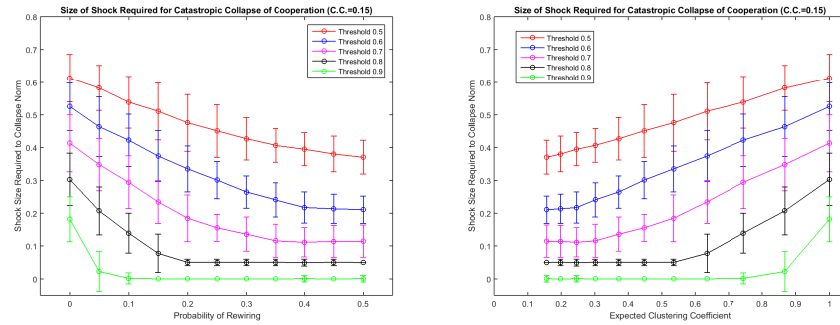 Size of Shock Required for Catastropic Collapse of Cooperation (C.C.=0.15)
0.8
0.7
0.6
0.5
0.4
0.3
0.2
0.1
0
Shock Size Required to Collapse Norm
Threshold 0.5
Threshold 0.6
Threshold 0.7
Threshold 0.8
Threshold 0.9
0
0.1
0.2
0.3
0.4
0.5
Probability of Rewiring
Size of Shock Required for Catastropic Collapse of Cooperation (C.C.=0.15)
0.8
0.7
0.6
0.5
0.4
0.3
0.2
0.1
0
Shock Size Required to Collapse Norm
Threshold 0.5
Threshold 0.6
Threshold 0.7
Threshold 0.8
Threshold 0.9
0.1
0.2
0.3
0.4
0.5
0.6
0.7
0.8
0.9
1
Expected Clustering Coefficient